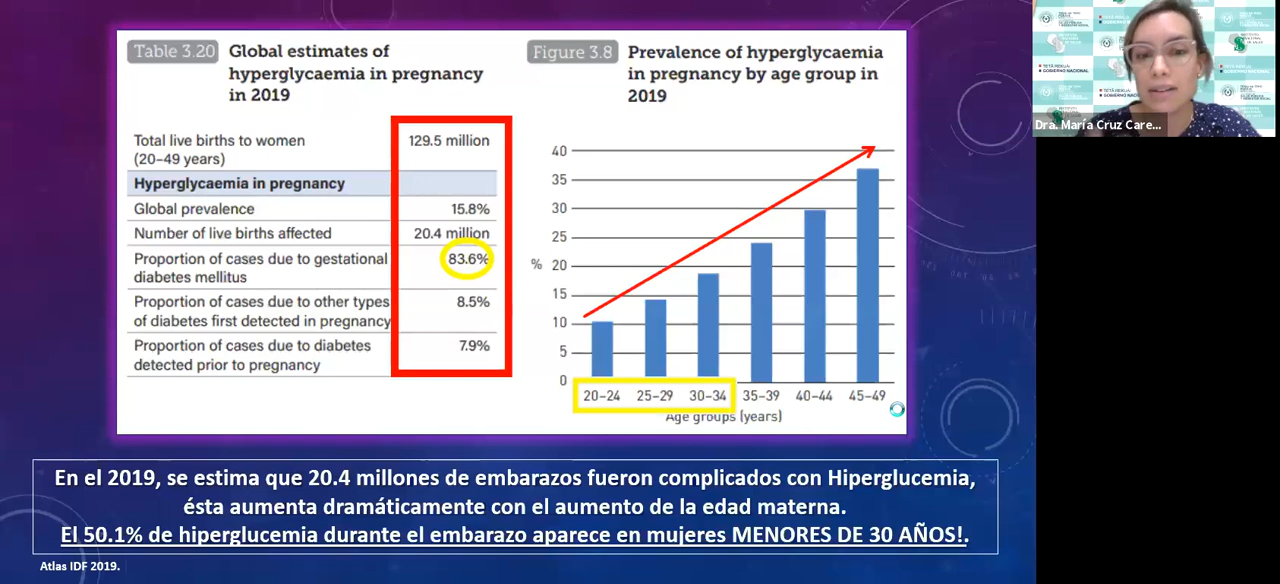 Table 3.20
Global estimates of
hyperglycaemia in pregnancy
in 2019
Total live births to women
(20–49 years)
129.5 million
Hyperglycaemia in pregnancy
Global prevalence
15.8%
Number of live births affected
20.4 million
Proportion of cases due to gestational
diabetes mellitus
83.6%
Proportion of cases due to other types
of diabetes first detected in pregnancy
8.5%
Proportion of cases due to diabetes
detected prior to pregnancy
7.9%
Figure 3.8
Prevalence of hyperglycaemia
in pregnancy by age group in
2019
40
35
30
25
% 20
15
10
5
0
20–24 25–29 30–34 35–39 40–44 45–49
Age groups (years)
Dra. María Cruz Care...
TETÃ REKUÁI
GOBIERNO NACIONAL
En el 2019, se estima que 20.4 millones de embarazos fueron complicados con Hiperglucemia,
ésta aumenta dramáticamente con el aumento de la edad materna.
El 50.1% de hiperglucemia durante el embarazo aparece en mujeres MENORES DE 30 AÑOS!.
Atlas IDF 2019.